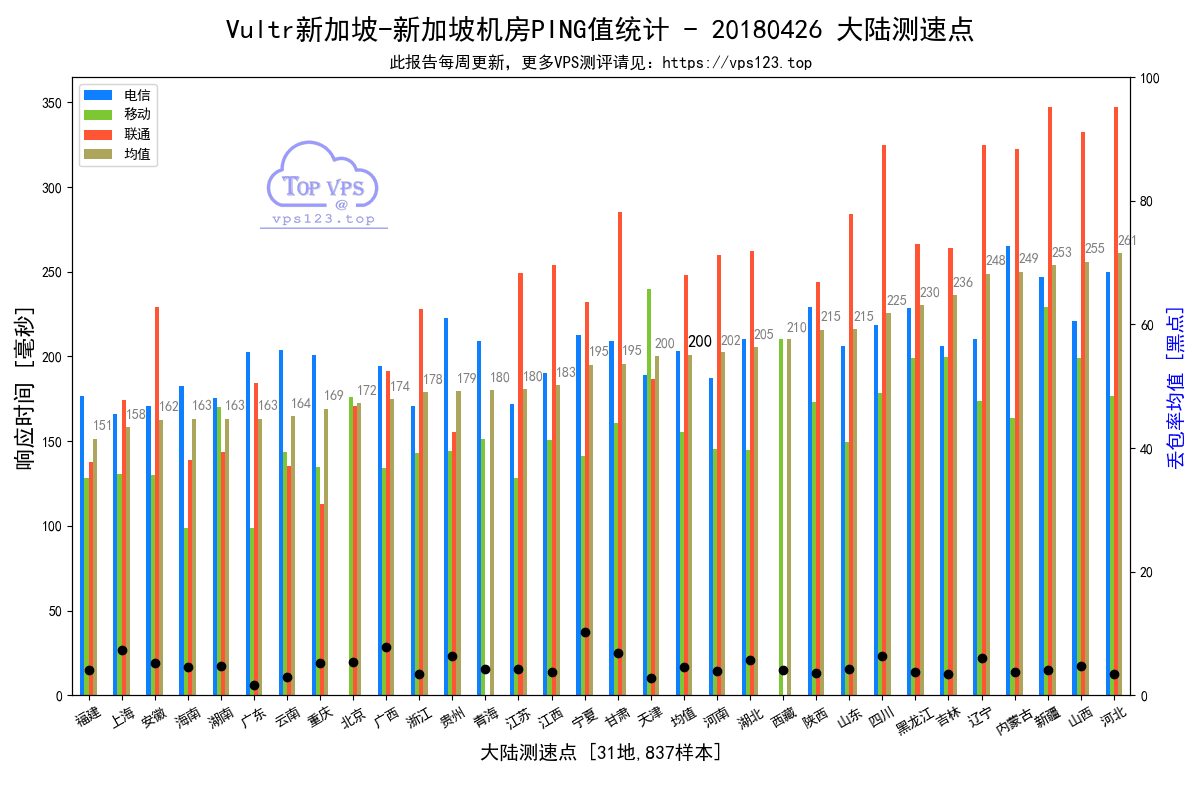 Vultr新加坡-新加坡机房PING值统计 - 20180426 大陆测速点
此报告每周更新，更多VPS测评请见：https://vps123.top
电信
移动
联通
均值
TOP VPS
@
vps123.top
响应时间 [毫秒]
350
300
250
200
150
100
50
0
151
158
162
163
163
163
164
169
172
174
178
179
180
180
183
195
195
200
200
202
205
210
215
215
225
230
236
248
249
253
255
261
100
80
60
40
20
0
丢包率均值 [黑点]
福建
上海
安徽
海南
湖南
广东
云南
重庆
北京
广西
浙江
贵州
青海
江苏
江西
宁夏
甘肃
天津
均值
河南
湖北
西藏
陕西
山东
四川
黑龙江
吉林
辽宁
内蒙古
新疆
山西
河北
大陆测速点 [31地,837样本]